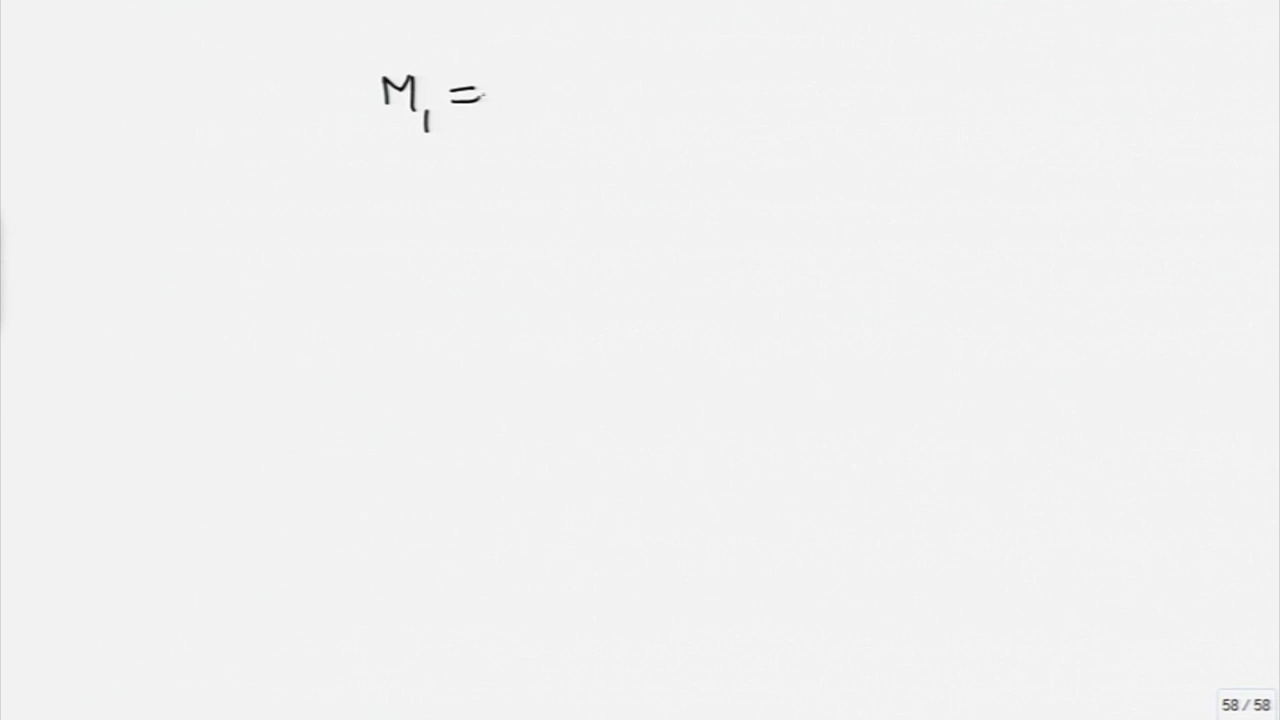 M₁ =
58 / 58